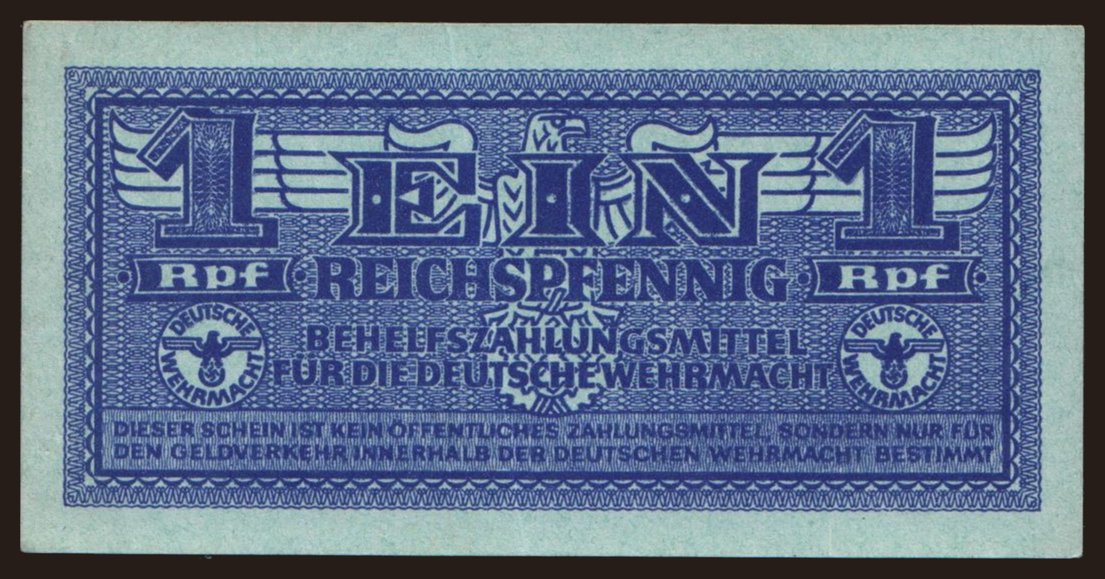 1 EIN 1
Rpf REICHSPFENNIG Rpf
BEHELFSZAHLUNGSMITTEL
FÜR DIE DEUTSCHE WEHRMACHT
DEUTSCHE WEHRMACHT
DEUTSCHE WEHRMACHT
DIESER SCHEIN IST KEIN ÖFFENTLICHES ZAHLUNGSMITTEL, SONDERN NUR FÜR
DEN GELDVERKEHR INNERHALB DER DEUTSCHEN WEHRMACHT BESTIMMT